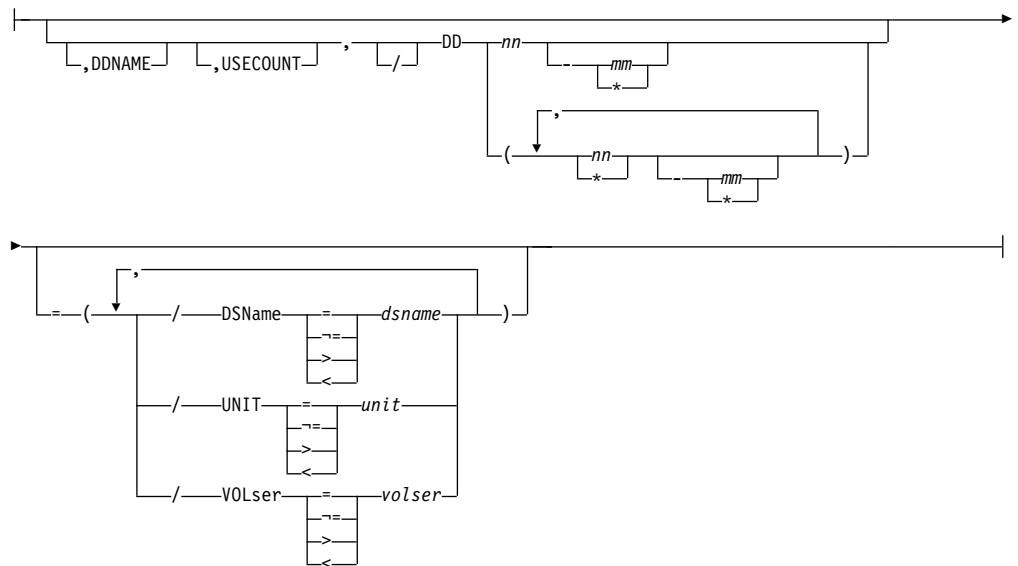 ,DDNAME ,USECOUNT , / DD nn - mm
*
,
( nn - mm )
* *
,
= ( / DSName = dsname )
¬=
>
<
/ UNIT = unit
¬=
>
<
/ VOLser = volser
¬=
>
<